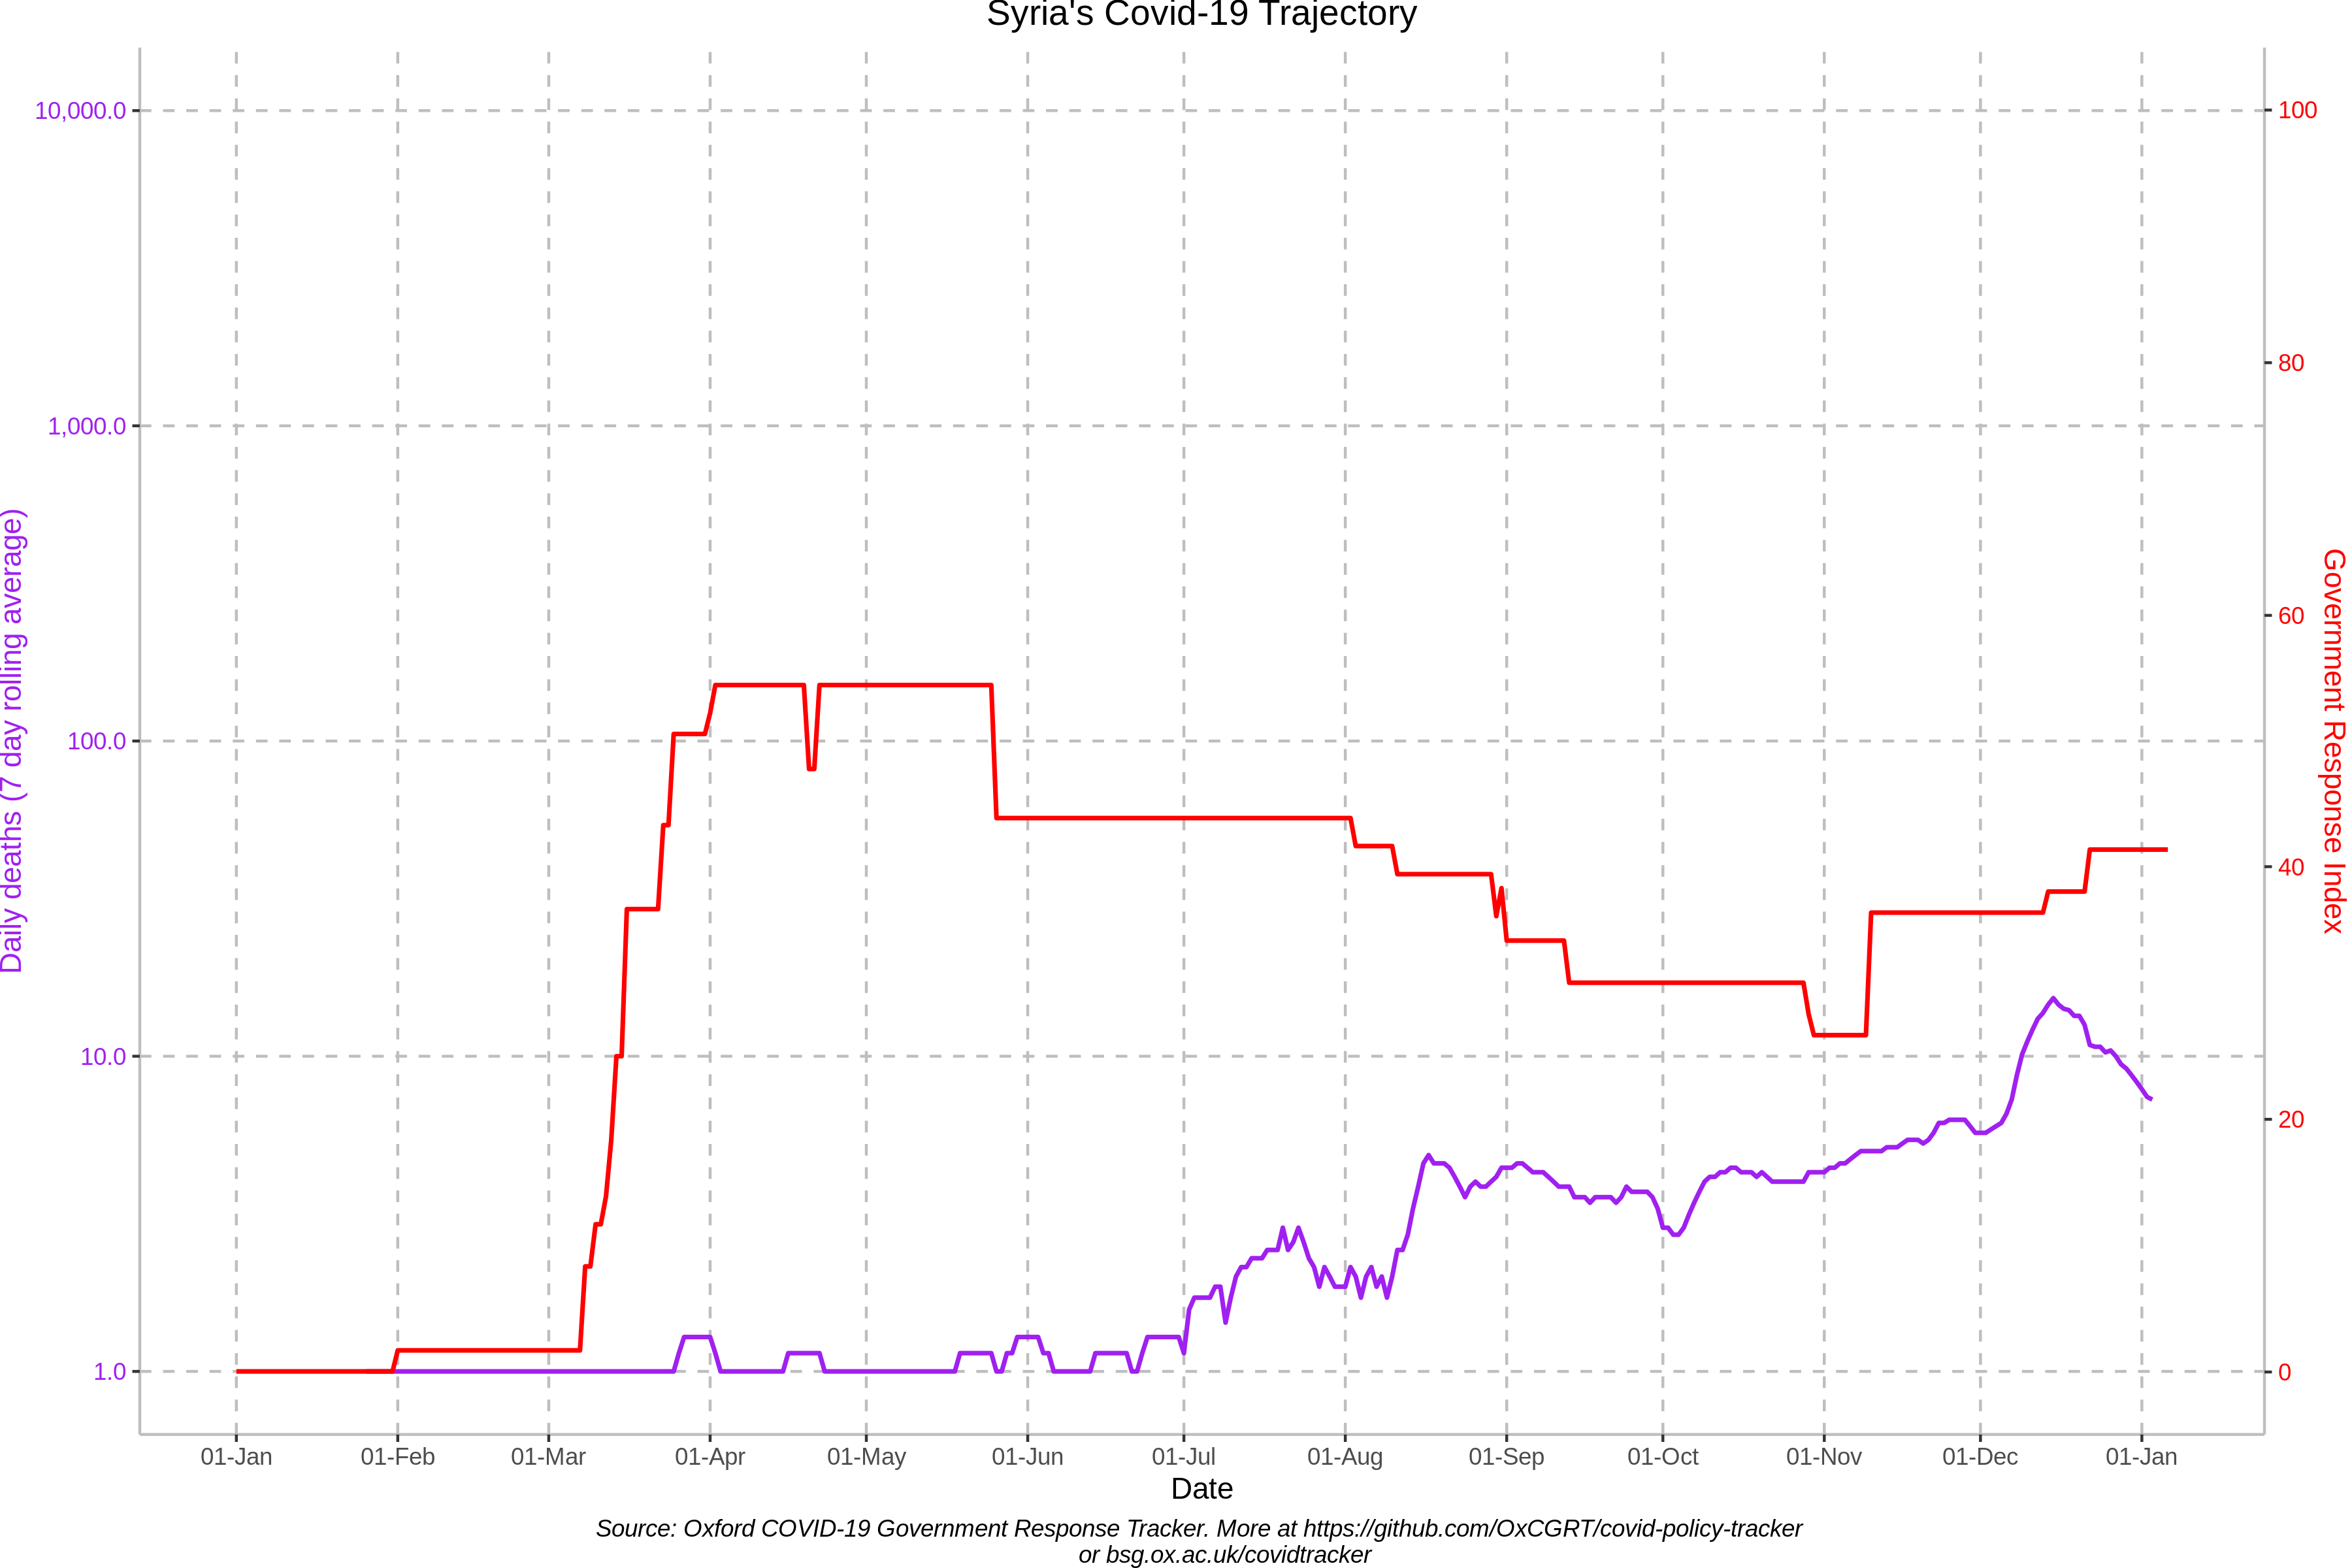 Syria's Covid-19 Trajectory
10,000.0
1,000.0
100.0
10.0
1.0
Daily deaths (7 day rolling average)
100
80
60
40
20
0
Government Response Index
01-Jan 01-Feb 01-Mar 01-Apr 01-May 01-Jun 01-Jul 01-Aug 01-Sep 01-Oct 01-Nov 01-Dec 01-Jan
Date
Source: Oxford COVID-19 Government Response Tracker. More at https://github.com/OxCGRT/covid-policy-tracker
or bsg.ox.ac.uk/covidtracker